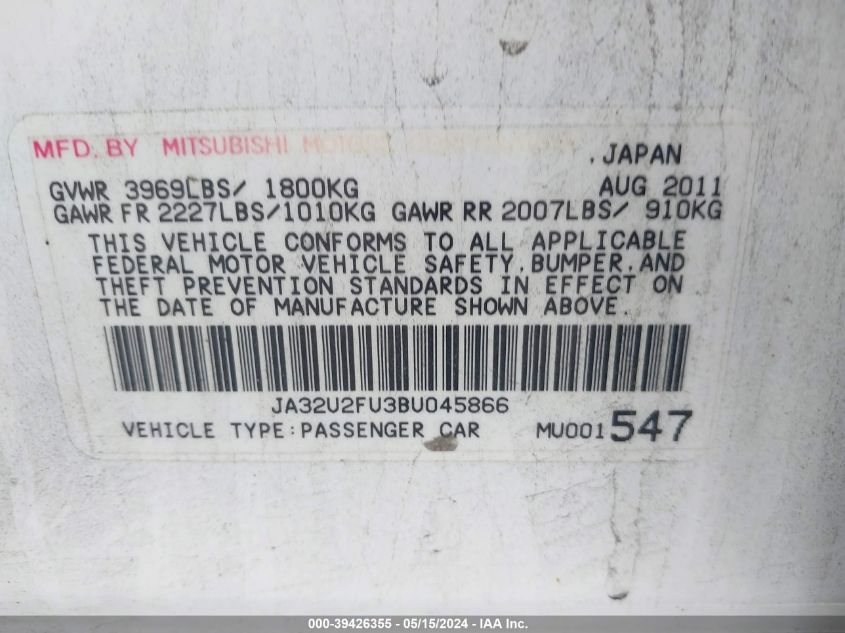 MFD. BY MITSUBISHI MOTORS CORPORATION
. JAPAN
GVWR 3969LBS/ 1800KG AUG 2011
GAWR FR 2227LBS/1010KG GAWR RR 2007LBS/ 910KG
THIS VEHICLE CONFORMS TO ALL APPLICABLE
FEDERAL MOTOR VEHICLE SAFETY, BUMPER, AND
THEFT PREVENTION STANDARDS IN EFFECT ON
THE DATE OF MANUFACTURE SHOWN ABOVE.
JA32U2FU3BU045866
VEHICLE TYPE:PASSENGER CAR MU001547
000-39426355 - 05/15/2024 - IAA Inc.